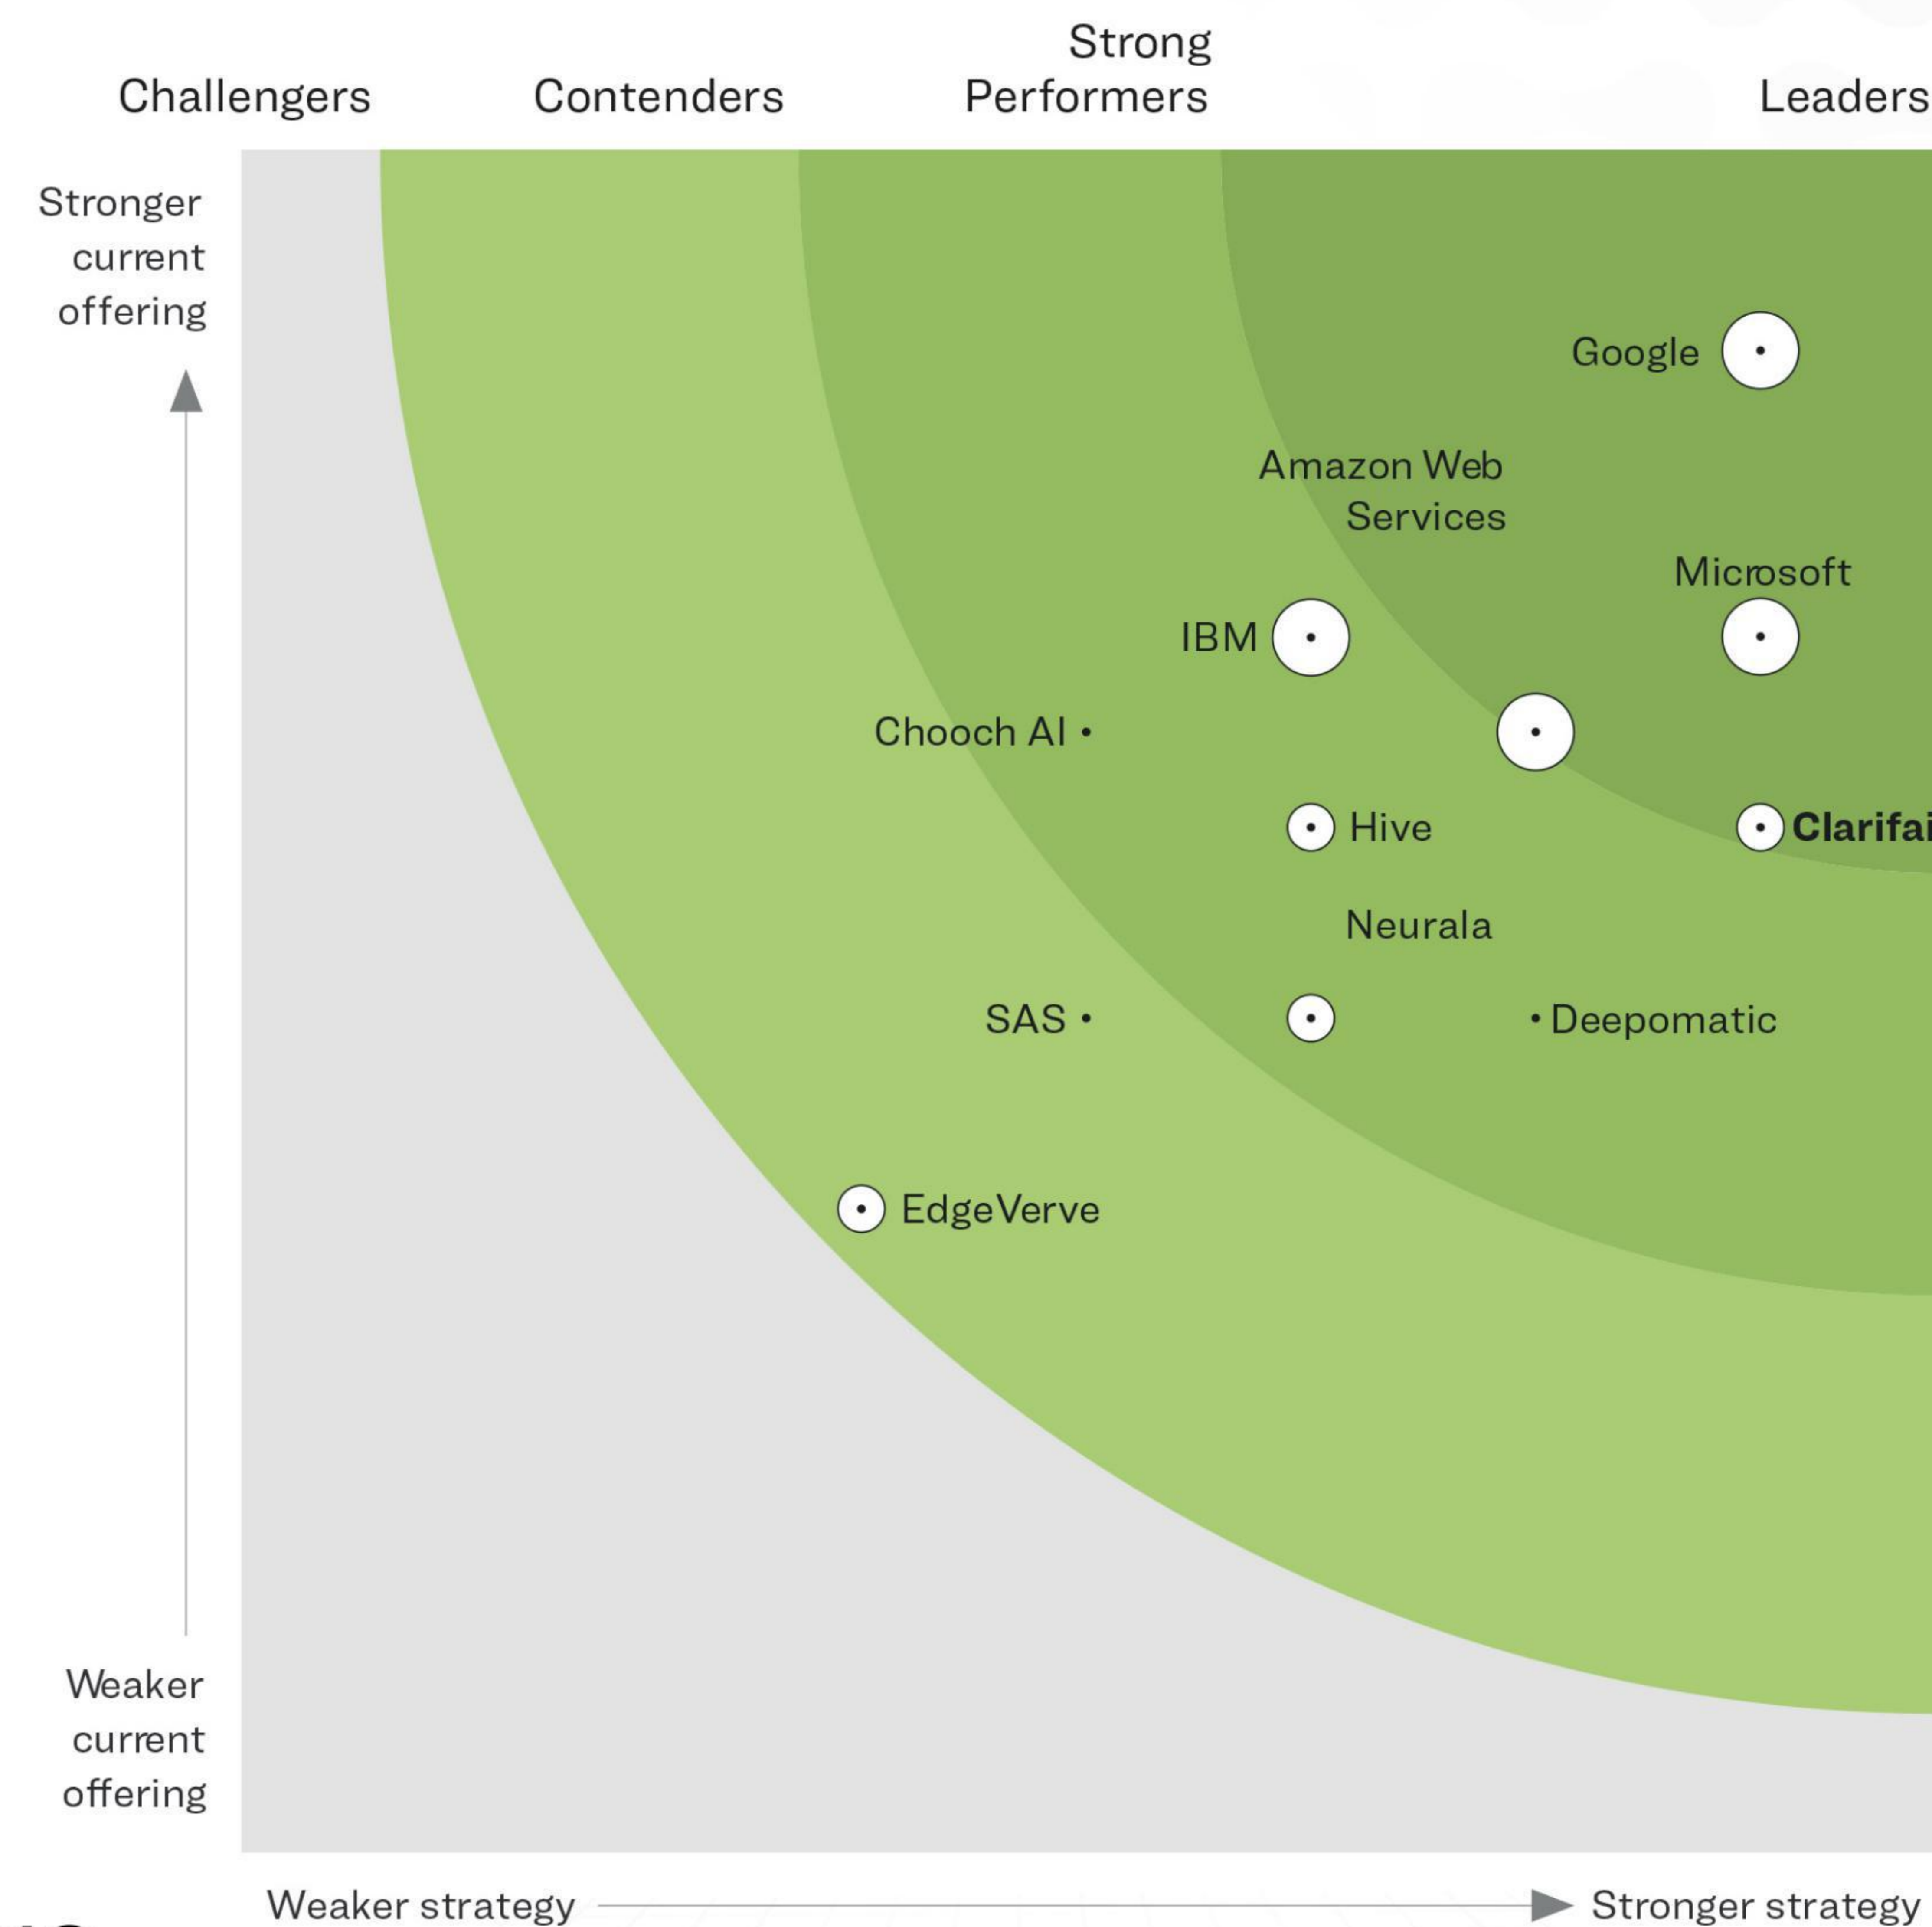 Strong
Challengers Contenders Performers Leaders
Stronger
current
offering
Google
Amazon Web
Services
Microsoft
IBM
Chooch AI
Hive
Clarifai
Neurala
SAS
Deepomatic
EdgeVerve
Weaker
current
offering
Weaker strategy
Stronger strategy